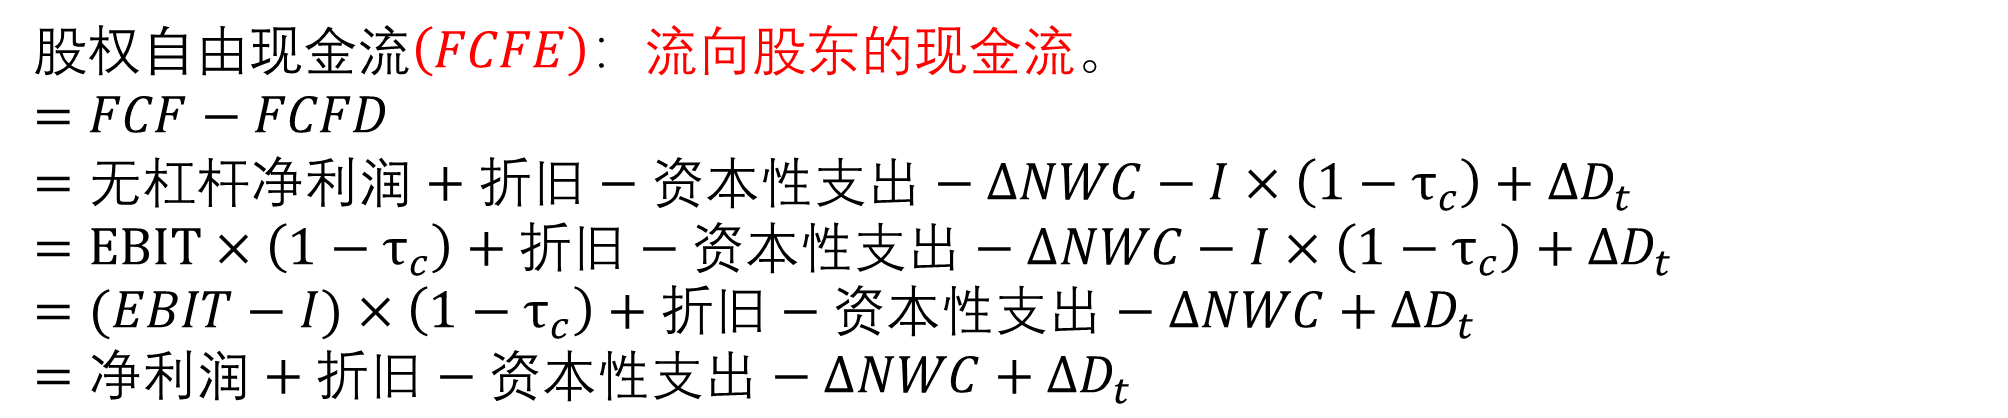 股权自由现金流(FCFE)：流向股东的现金流。
= FCF − FCFD
= 无杠杆净利润 + 折旧 − 资本性支出 − ΔNWC − I × (1 − τc) + ΔDt
= EBIT × (1 − τc) + 折旧 − 资本性支出 − ΔNWC − I × (1 − τc) + ΔDt
= (EBIT − I) × (1 − τc) + 折旧 − 资本性支出 − ΔNWC + ΔDt
= 净利润 + 折旧 − 资本性支出 − ΔNWC + ΔDt